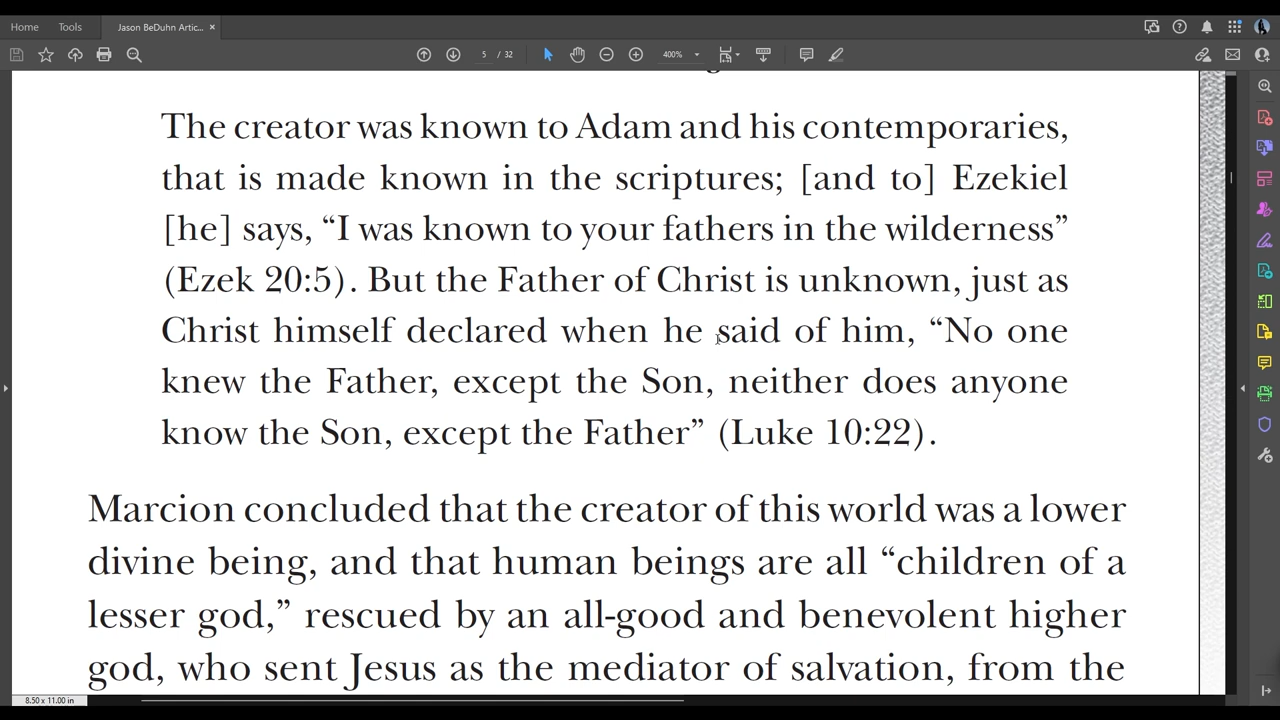 Home Tools Jason BeDuhn Artic... ×
5 / 32 400%
The creator was known to Adam and his contemporaries,
that is made known in the scriptures; [and to] Ezekiel
[he] says, “I was known to your fathers in the wilderness”
(Ezek 20:5). But the Father of Christ is unknown, just as
Christ himself declared when he said of him, “No one
knew the Father, except the Son, neither does anyone
know the Son, except the Father” (Luke 10:22).
Marcion concluded that the creator of this world was a lower
divine being, and that human beings are all “children of a
lesser god,” rescued by an all-good and benevolent higher
god, who sent Jesus as the mediator of salvation, from the
8.50 x 11.00 in